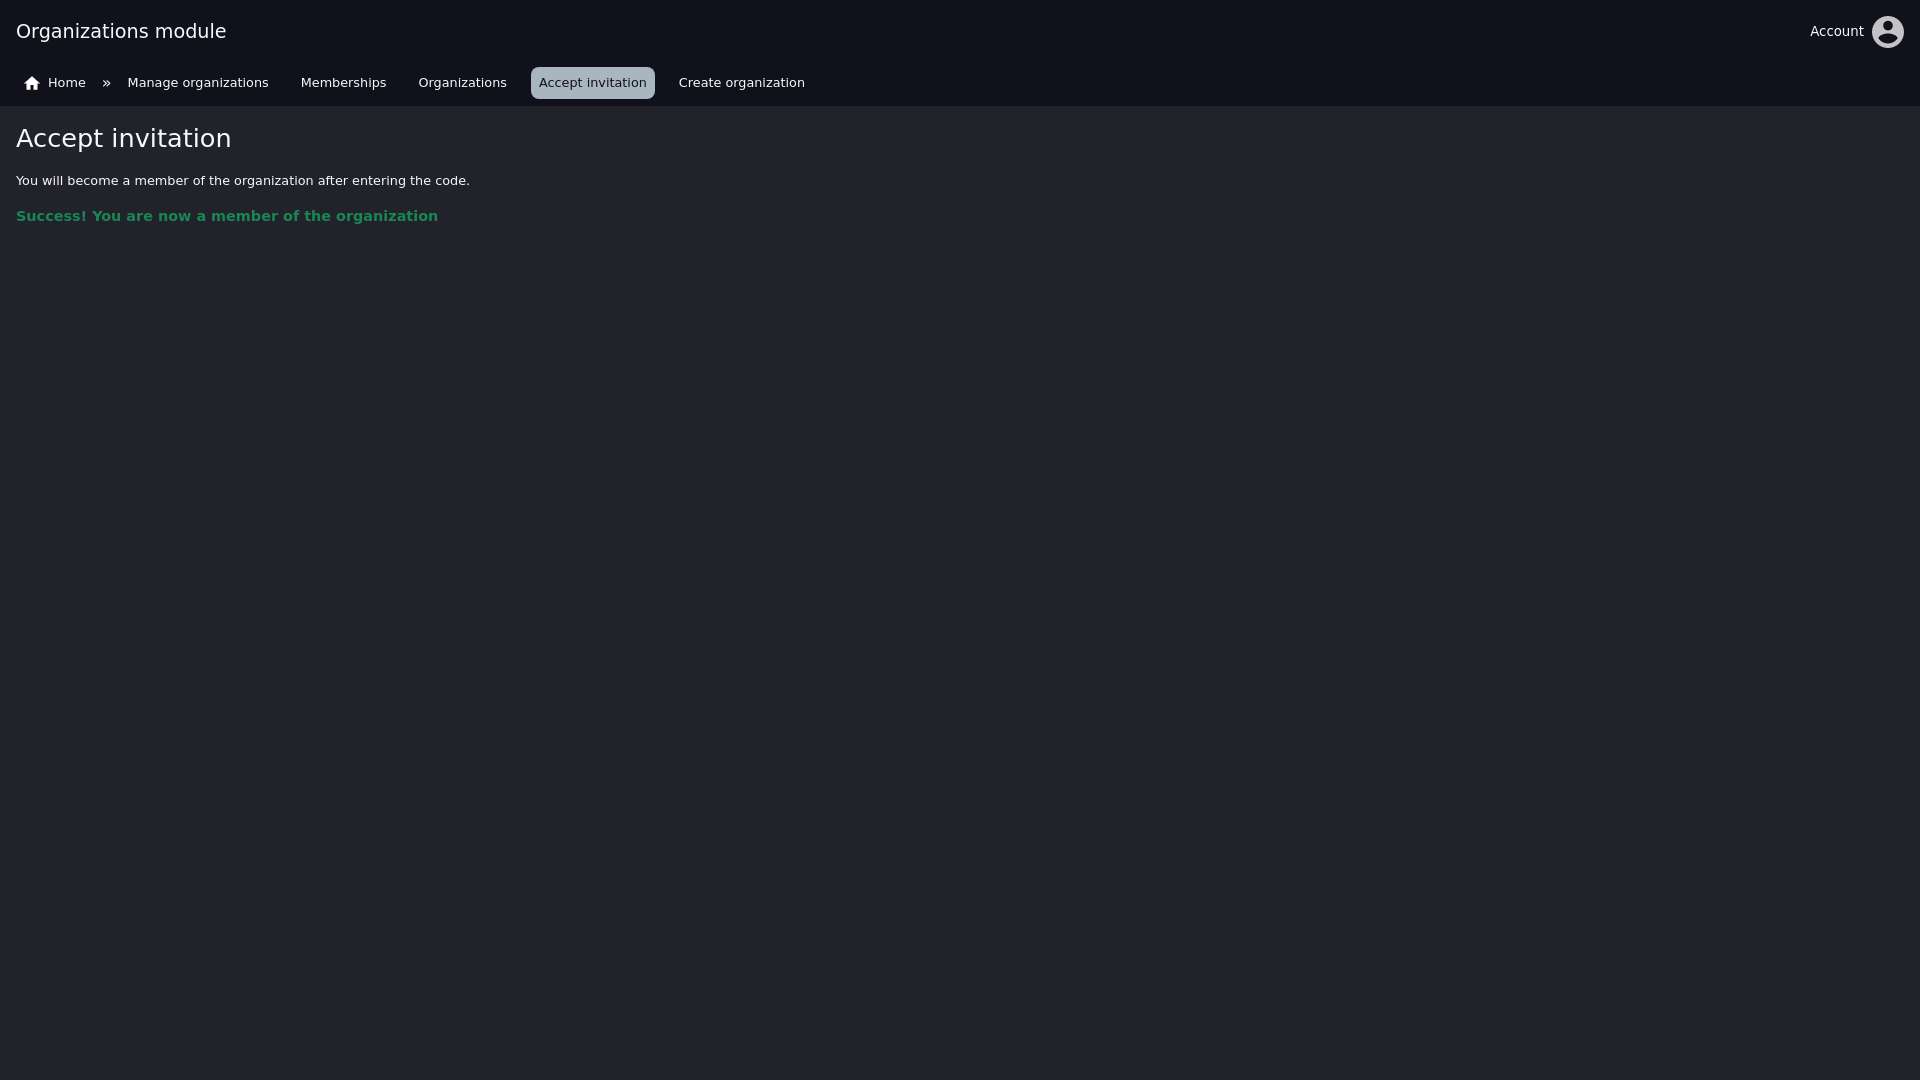 Organizations module
Account
Home » Manage organizations Memberships Organizations Accept invitation Create organization
Accept invitation
You will become a member of the organization after entering the code.
Success! You are now a member of the organization